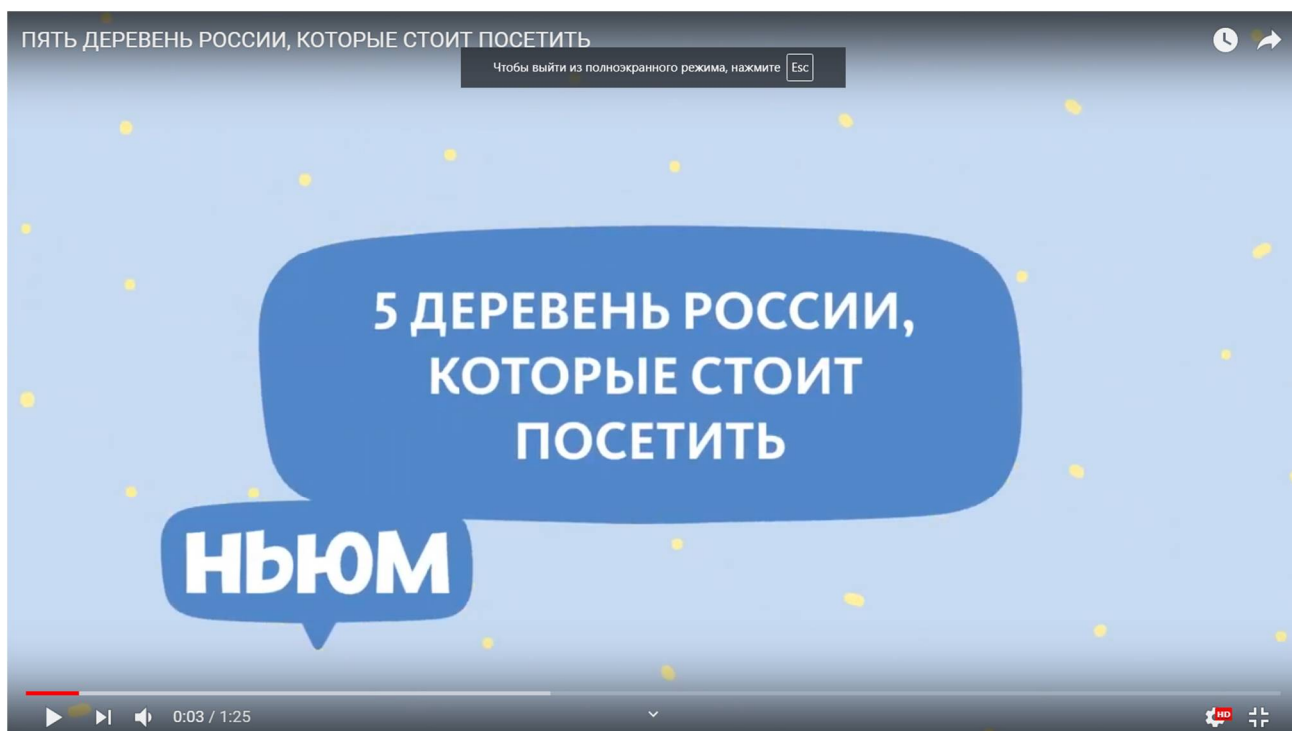 ПЯТЬ ДЕРЕВЕНЬ РОССИИ, КОТОРЫЕ СТОИТ ПОСЕТИТЬ
Чтобы выйти из полноэкранного режима, нажмите Esc
5 ДЕРЕВЕНЬ РОССИИ,
КОТОРЫЕ СТОИТ
ПОСЕТИТЬ
НЬЮМ
0:03 / 1:25
HD